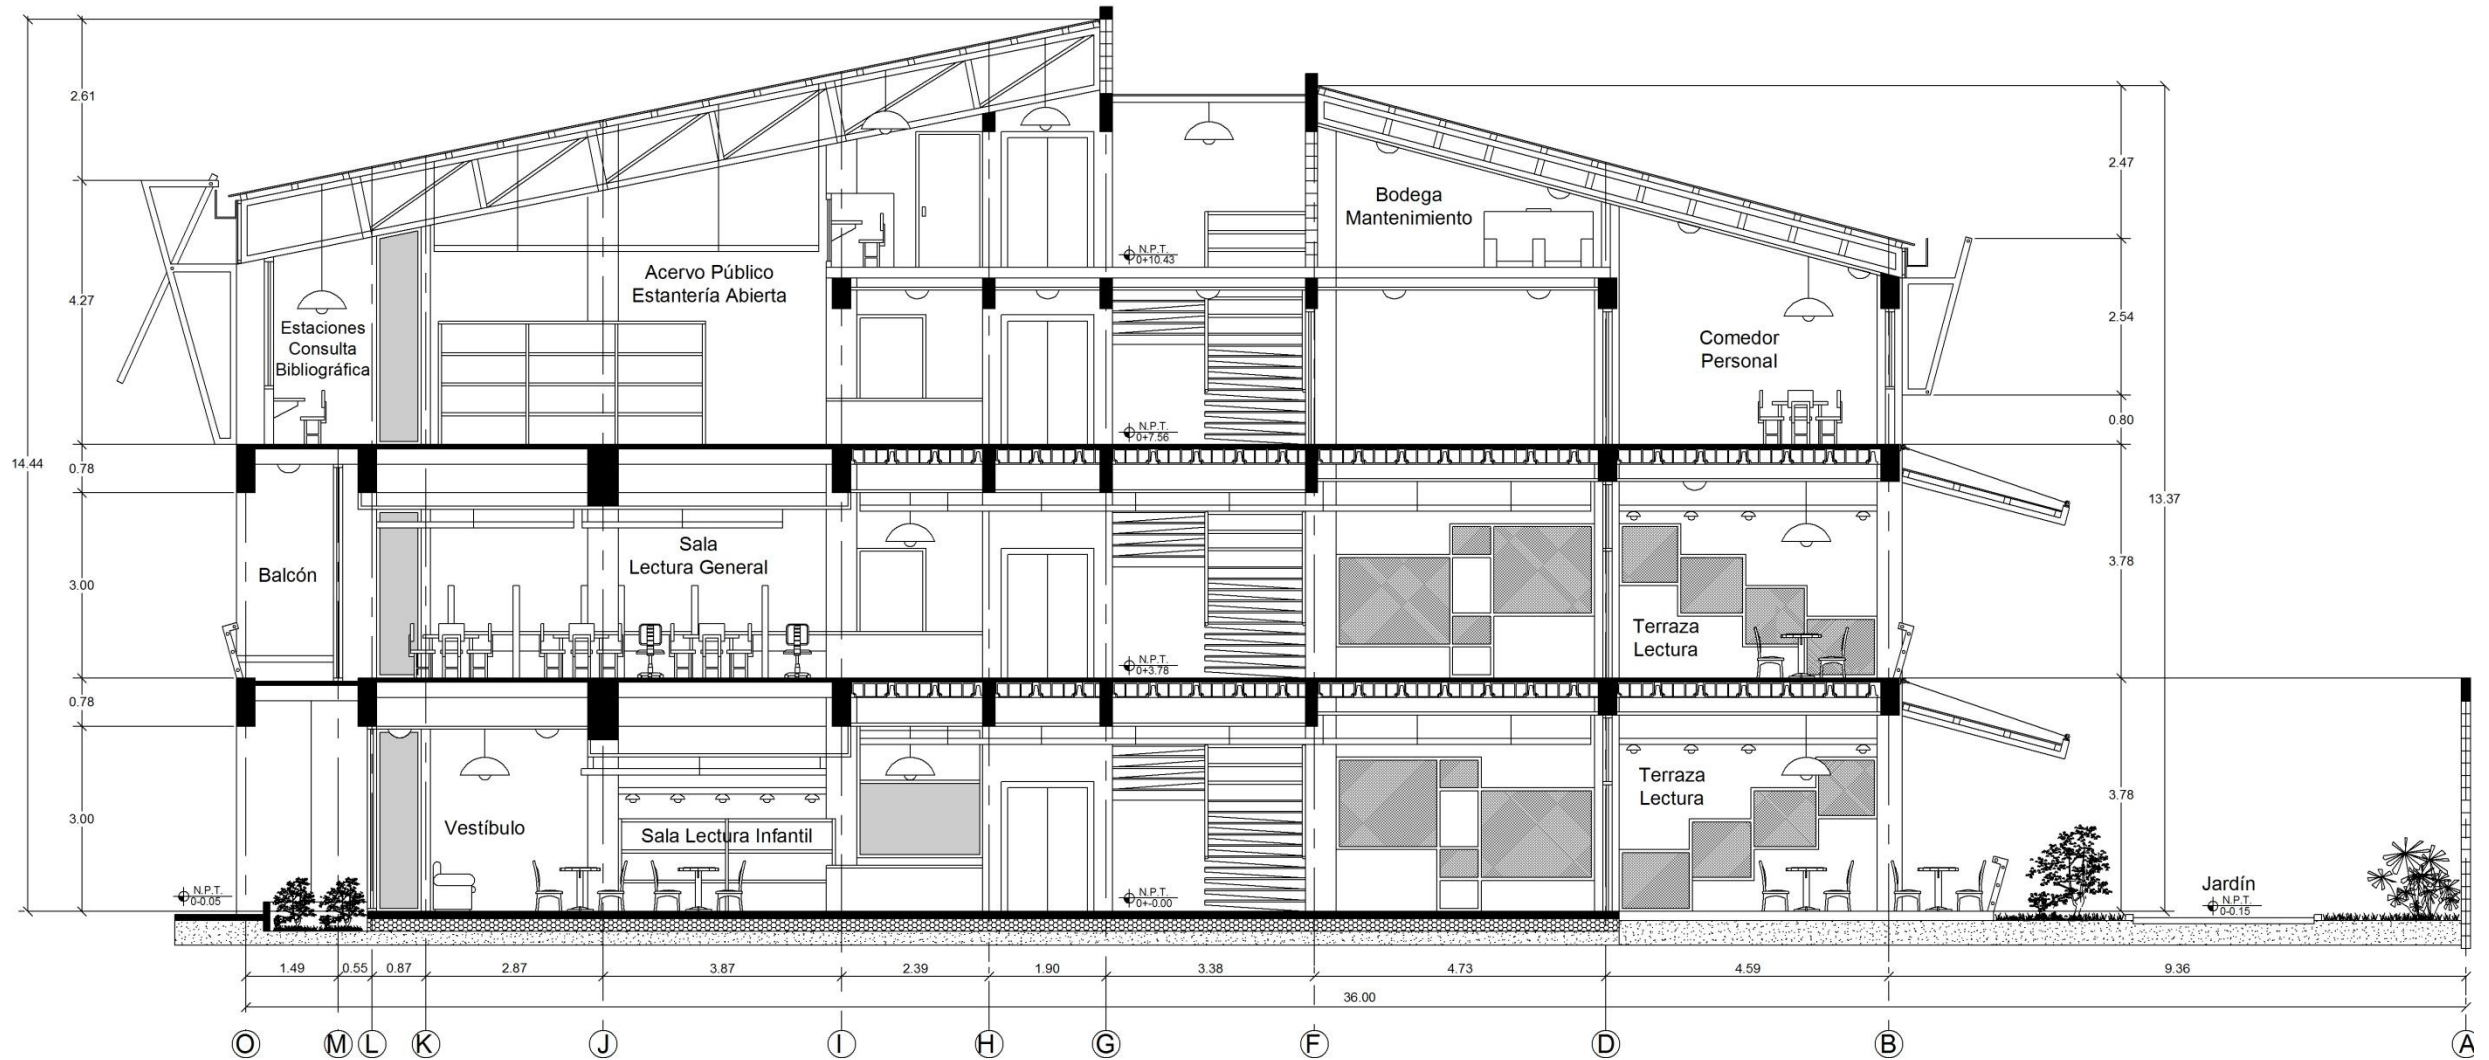 2.61
2.47
Bodega
Mantenimiento
N.P.T.
0+10.43
Acervo Público
Estantería Abierta
4.27
Estaciones
Consulta
Bibliográfica
Comedor
Personal
2.54
0.80
N.P.T.
0+7.56
14.44
0.78
13.37
Sala
Lectura General
Balcón
3.00
3.78
Terraza
Lectura
N.P.T.
0+3.78
0.78
Terraza
Lectura
3.78
3.00
Vestíbulo
Sala Lectura Infantil
N.P.T.
0-0.05
N.P.T.
0+-0.00
Jardín
N.P.T.
0-0.15
1.49
0.55
0.87
2.87
3.87
2.39
1.90
3.38
4.73
4.59
9.36
36.00
O
M
L
K
J
I
H
G
F
D
B
A